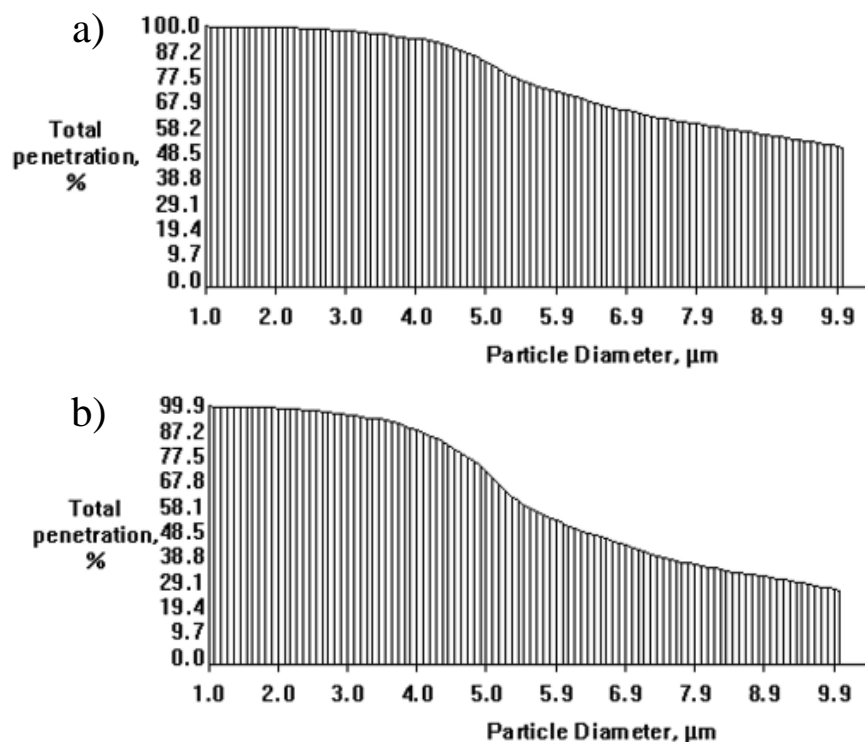 a)
100.0
87.2
77.5
67.9
58.2
48.5
38.8
29.1
19.4
9.7
0.0
Total
penetration,
%
1.0 2.0 3.0 4.0 5.0 5.9 6.9 7.9 8.9 9.9
Particle Diameter, µm
b)
99.9
87.2
77.5
67.8
58.1
48.5
38.8
29.1
19.4
9.7
0.0
Total
penetration,
%
1.0 2.0 3.0 4.0 5.0 5.9 6.9 7.9 8.9 9.9
Particle Diameter, µm